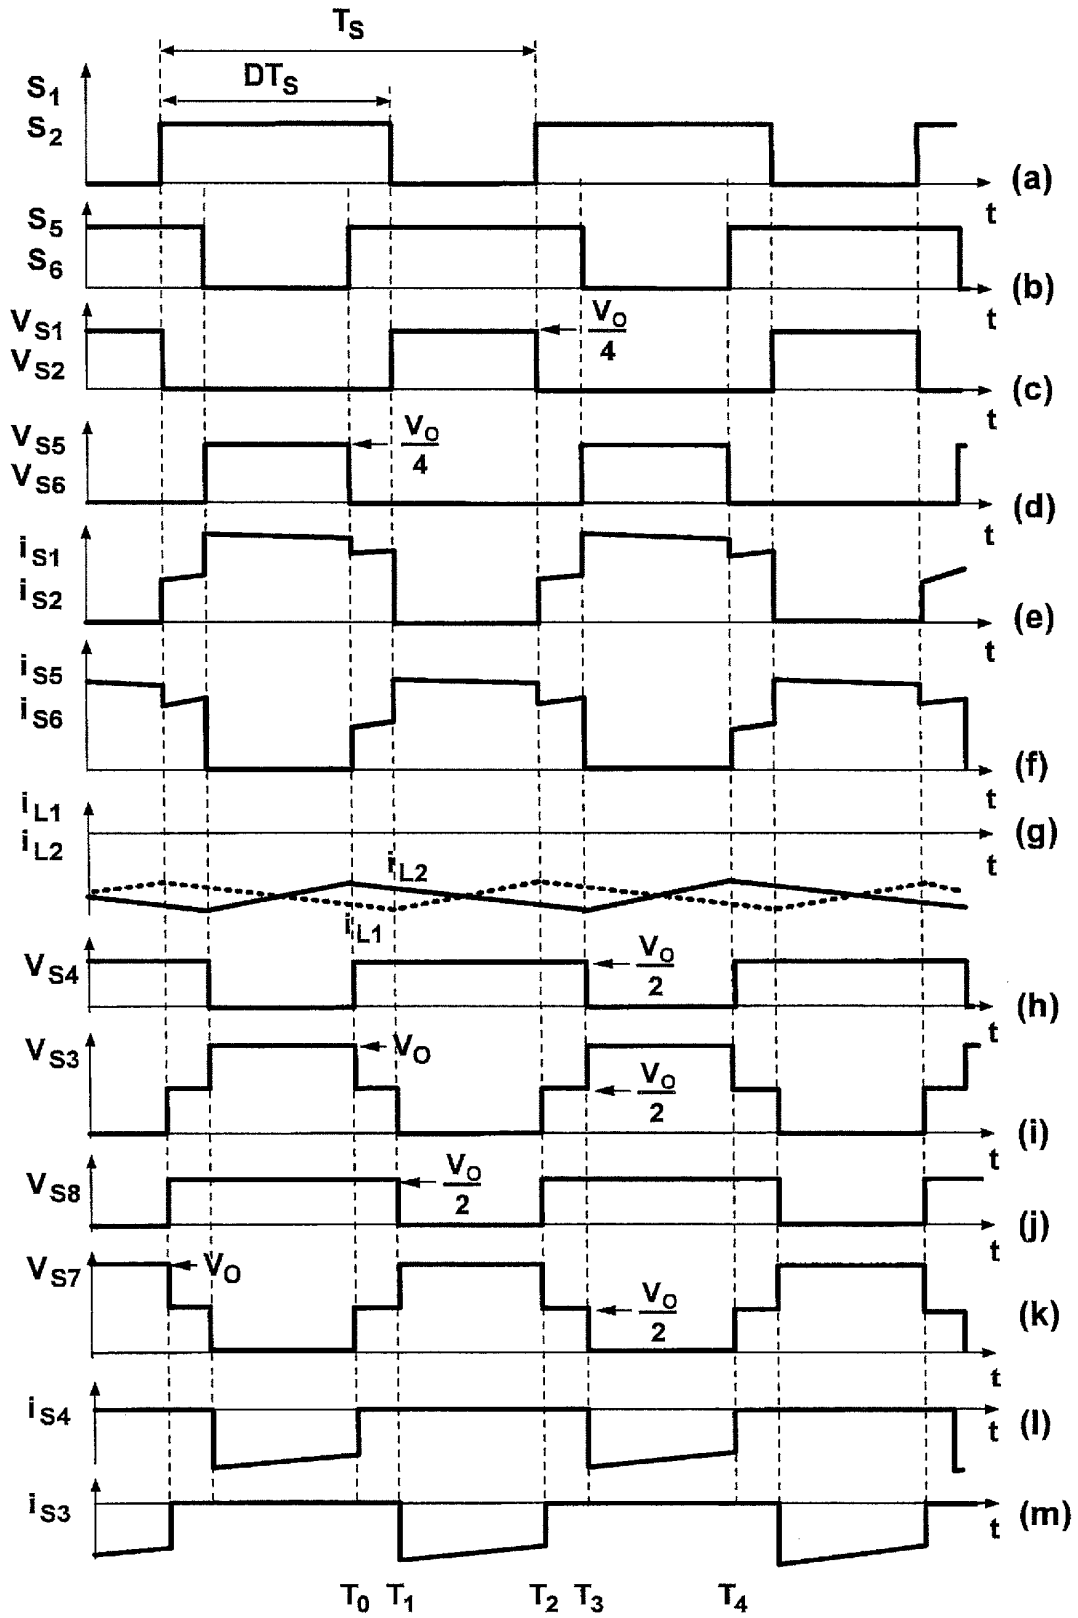 T_S
DT_S
S_1
S_2
(a)
t
S_5
S_6
(b)
t
V_S1
V_S2
V_O/4
(c)
t
V_S5
V_S6
V_O/4
(d)
t
i_S1
i_S2
(e)
t
i_S5
i_S6
(f)
t
i_L1
i_L2
(g)
t
i_L2
i_L1
V_S4
V_O/2
(h)
t
V_S3
V_O
V_O/2
(i)
t
V_S8
V_O/2
(j)
t
V_S7
V_O
V_O/2
(k)
t
i_S4
(l)
t
i_S3
(m)
t
T_0 T_1 T_2 T_3 T_4